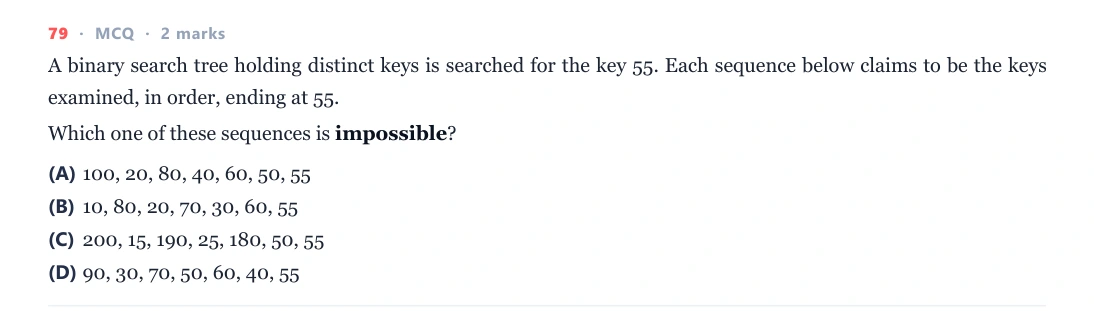 79 · MCQ · 2 marks
A binary search tree holding distinct keys is searched for the key 55. Each sequence below claims to be the keys
examined, in order, ending at 55.
Which one of these sequences is impossible?
(A) 100, 20, 80, 40, 60, 50, 55
(B) 10, 80, 20, 70, 30, 60, 55
(C) 200, 15, 190, 25, 180, 50, 55
(D) 90, 30, 70, 50, 60, 40, 55